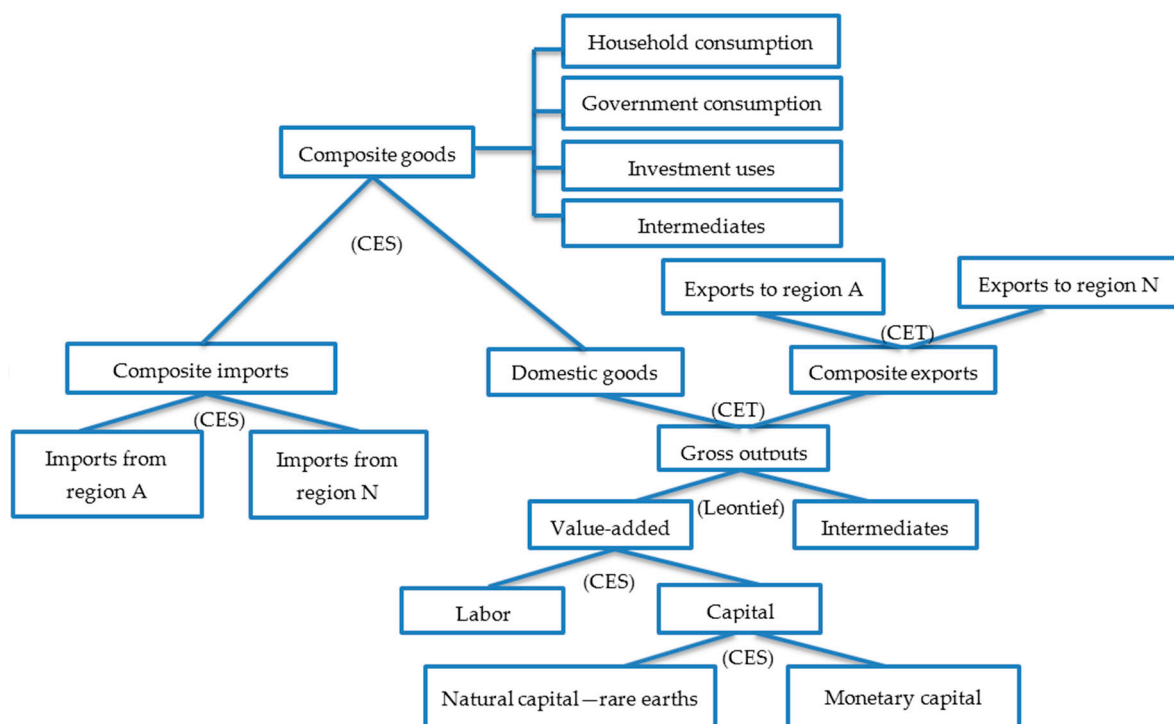 Household consumption
Government consumption
Composite goods
Investment uses
Intermediates
(CES)
Exports to region A
Exports to region N
(CET)
Composite imports
Domestic goods
Composite exports
(CES)
(CET)
Imports from
region A
Imports from
region N
Gross outputs
(Leontief)
Value-added
Intermediates
(CES)
Labor
Capital
(CES)
Natural capital—rare earths
Monetary capital